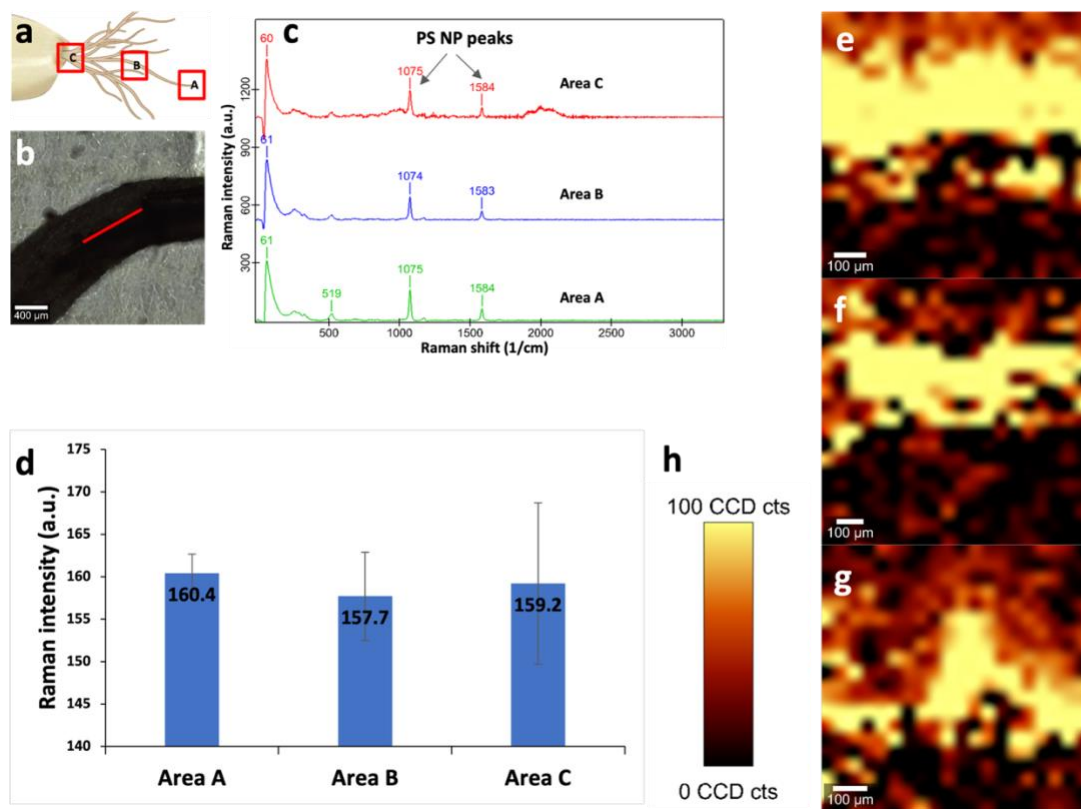 a
C
B
A
b
400 µm
c
PS NP peaks
Raman intensity (a.u.)
1200
900
600
300
60
1075
1584
Area C
61
1074
1583
Area B
61
519
1075
1584
Area A
500
1000
1500
2000
2500
3000
Raman shift (1/cm)
d
Raman intensity (a.u.)
175
170
165
160
155
150
145
140
160.4
157.7
159.2
Area A
Area B
Area C
h
100 CCD cts
0 CCD cts
e
100 µm
f
100 µm
g
100 µm